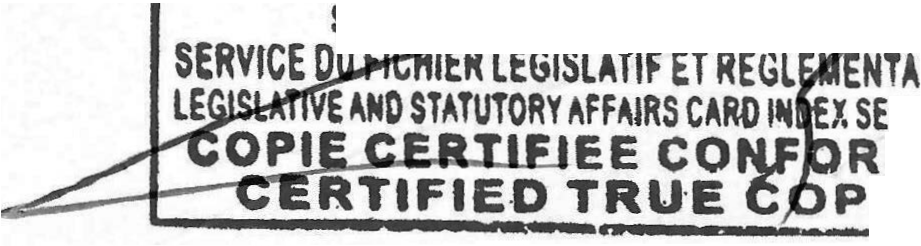 SERVICE DU FICHIER LEGISLATIF ET REGLEMENTA
LEGISLATIVE AND STATUTORY AFFAIRS CARD INDEX SE
COPIE CERTIFIEE CONFOR
CERTIFIED TRUE COP